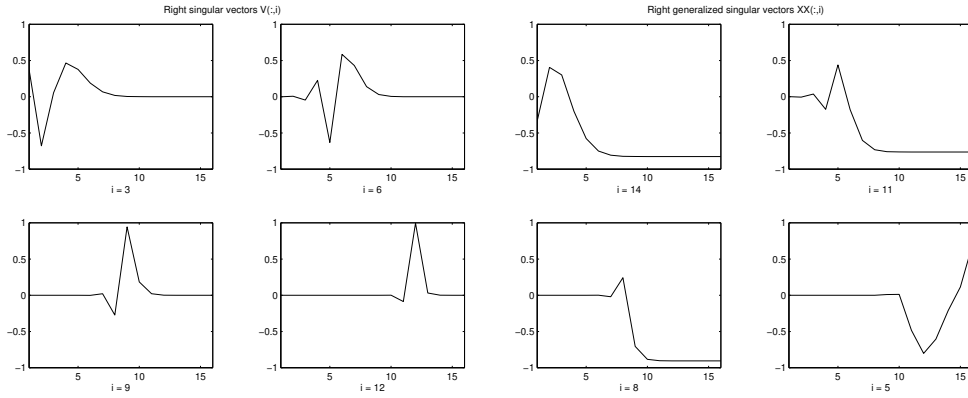 Right singular vectors V(:,i)
Right generalized singular vectors XX(:,i)
1
0.5
0
−0.5
−1
5 10 15
i = 3
1
0.5
0
−0.5
−1
5 10 15
i = 6
1
0.5
0
−0.5
−1
5 10 15
i = 14
1
0.5
0
−0.5
−1
5 10 15
i = 11
1
0.5
0
−0.5
−1
5 10 15
i = 9
1
0.5
0
−0.5
−1
5 10 15
i = 12
1
0.5
0
−0.5
−1
5 10 15
i = 8
1
0.5
0
−0.5
−1
5 10 15
i = 5